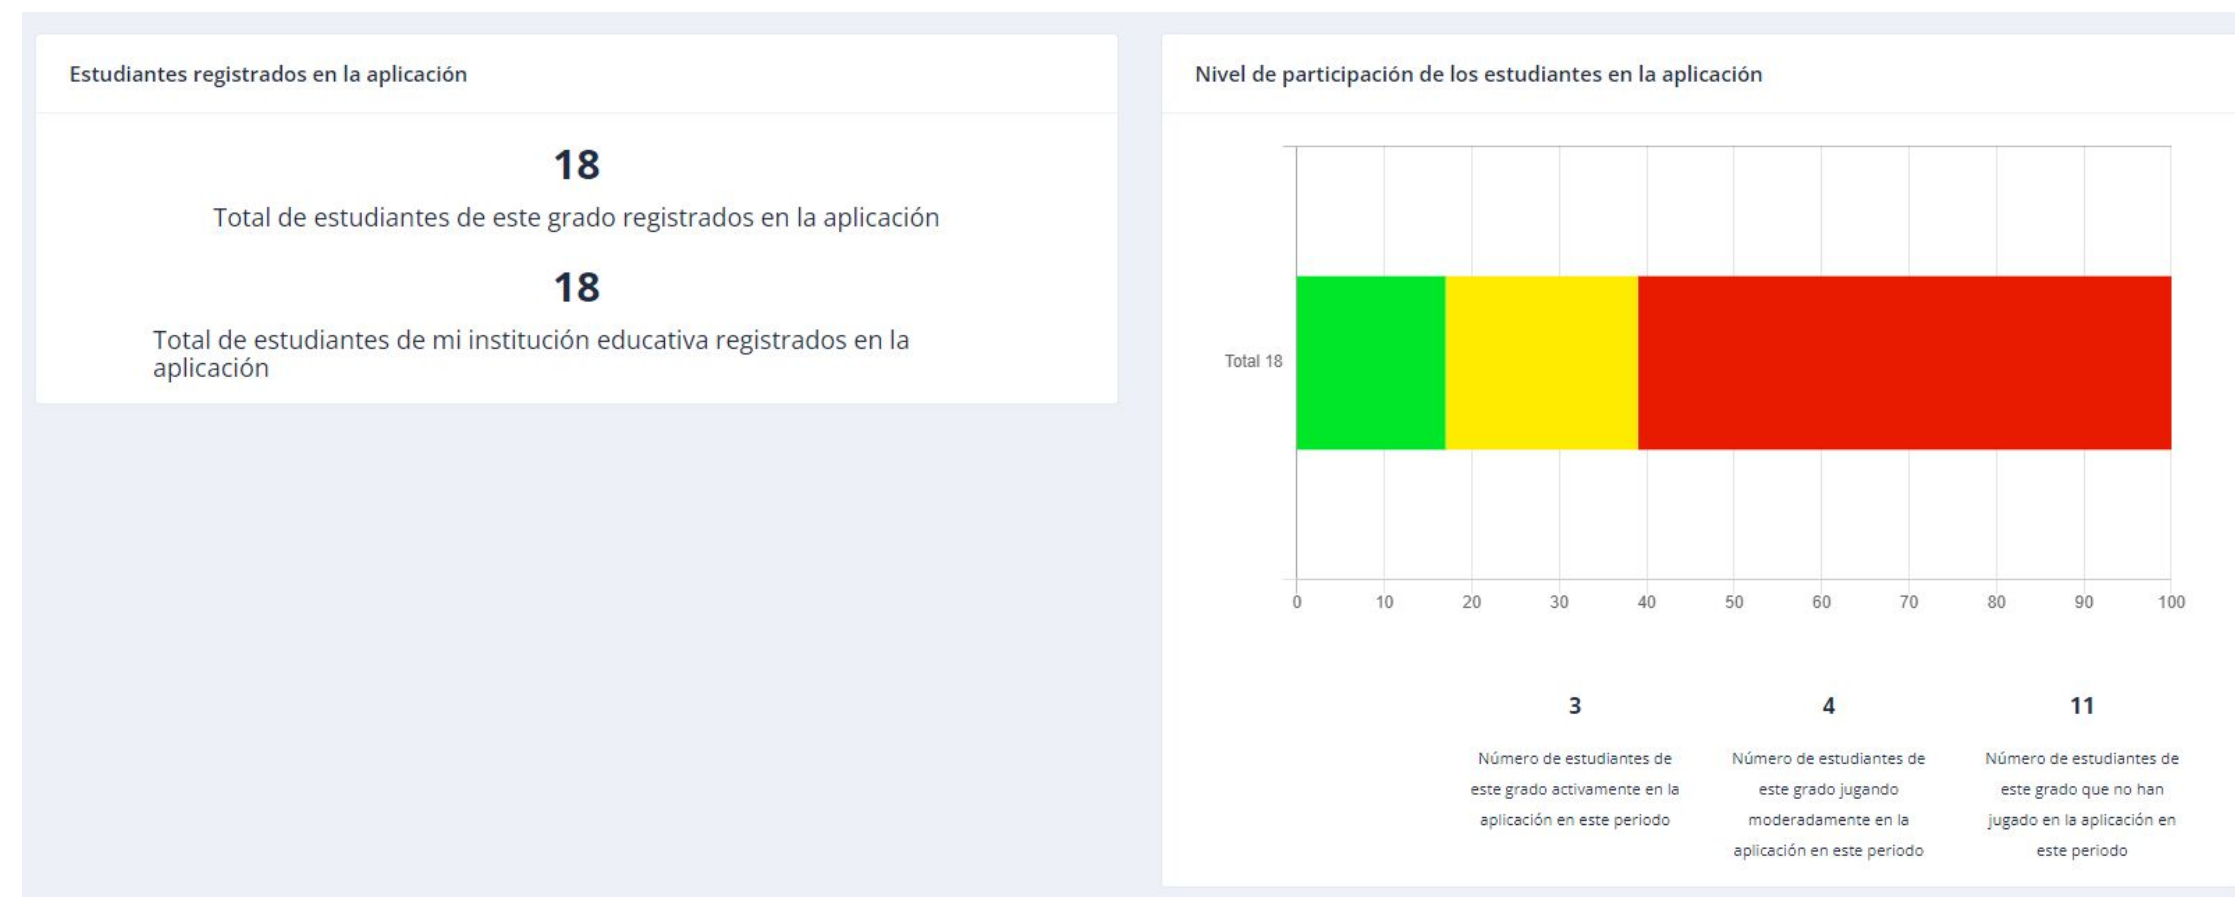 Estudiantes registrados en la aplicación
18
Total de estudiantes de este grado registrados en la aplicación
18
Total de estudiantes de mi institución educativa registrados en la
aplicación
Nivel de participación de los estudiantes en la aplicación
Total 18
0 10 20 30 40 50 60 70 80 90 100
3
Número de estudiantes de
este grado activamente en la
aplicación en este periodo
4
Número de estudiantes de
este grado jugando
moderadamente en la
aplicación en este periodo
11
Número de estudiantes de
este grado que no han
jugado en la aplicación en
este periodo